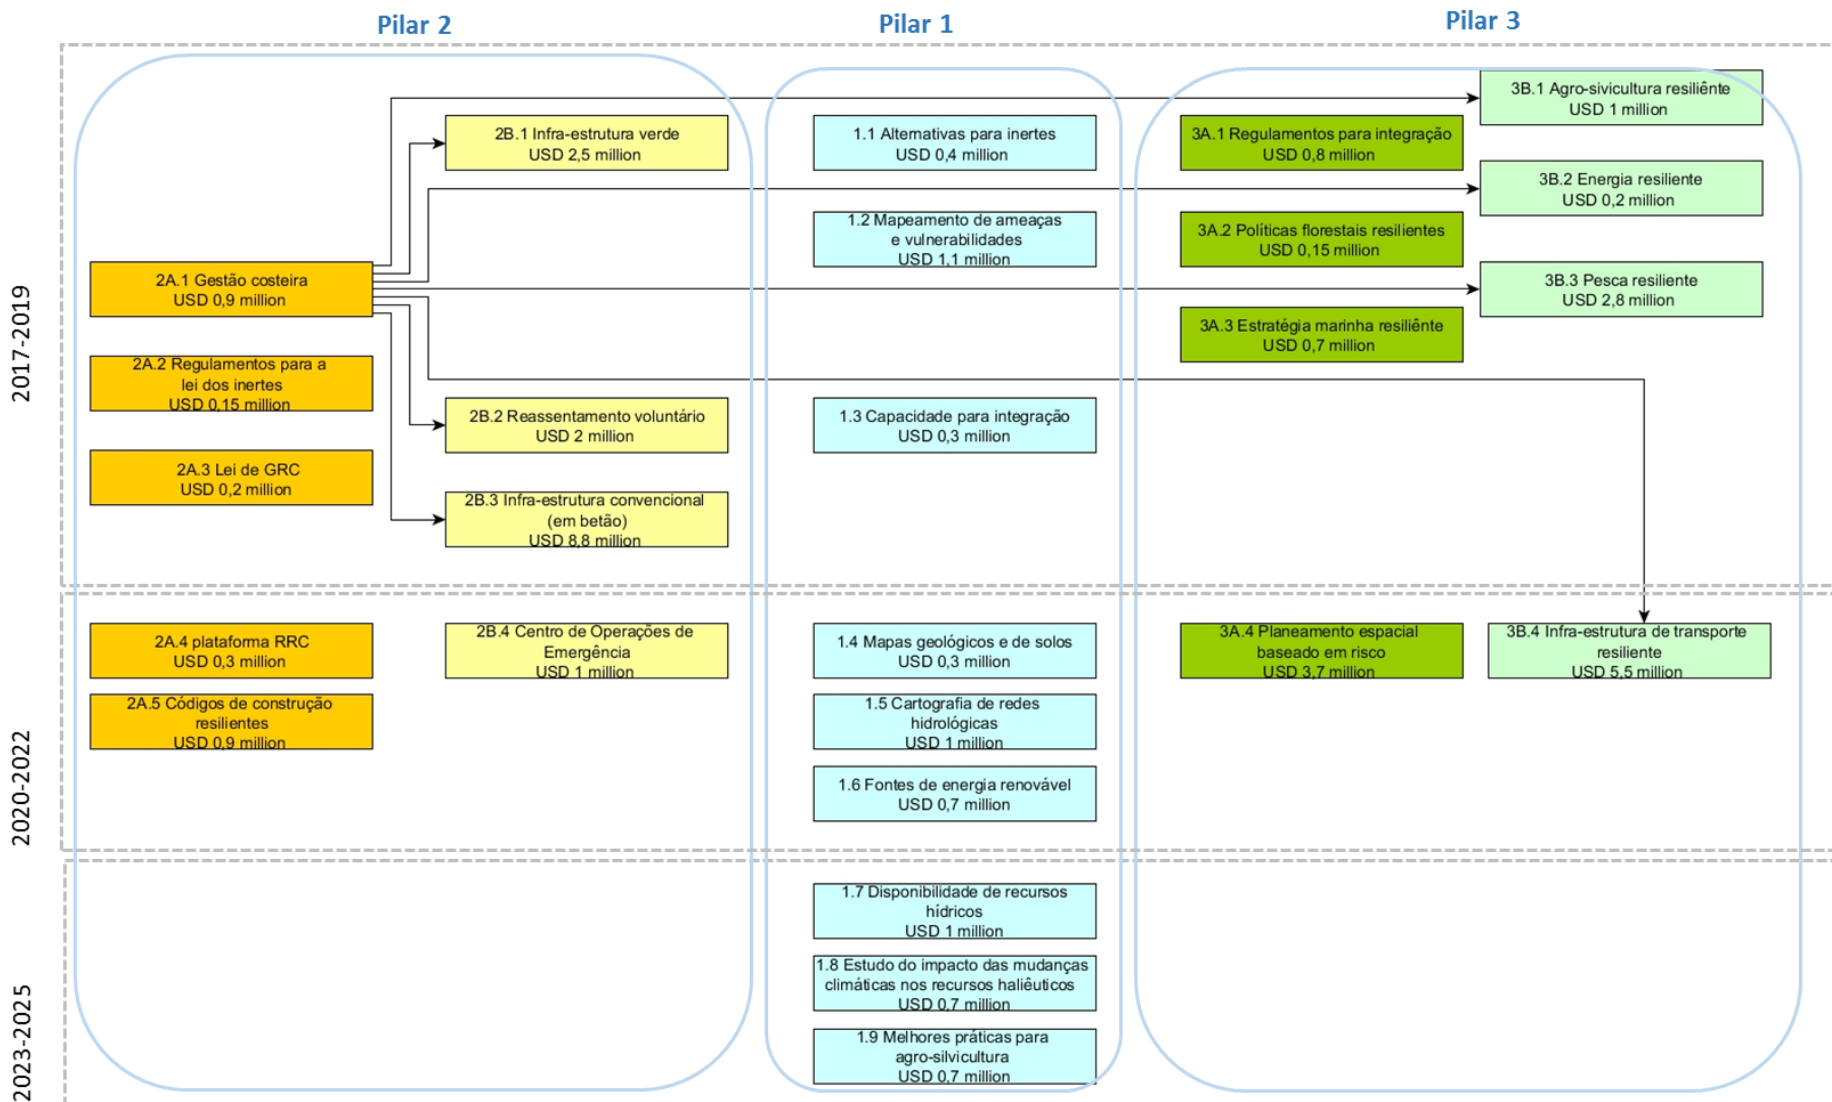 Pilar 2
Pilar 1
Pilar 3
2017-2019
2A.1 Gestão costeira
USD 0,9 million
2A.2 Regulamentos para a
lei dos inertes
USD 0,15 million
2A.3 Lei de GRC
USD 0,2 million
2B.1 Infra-estrutura verde
USD 2,5 million
2B.2 Reassentamento voluntário
USD 2 million
2B.3 Infra-estrutura convencional
(em betão)
USD 8,8 million
1.1 Alternativas para inertes
USD 0,4 million
1.2 Mapeamento de ameaças
e vulnerabilidades
USD 1,1 million
1.3 Capacidade para integração
USD 0,3 million
3A.1 Regulamentos para integração
USD 0,8 million
3A.2 Políticas florestais resilientes
USD 0,15 million
3A.3 Estratégia marinha resiliênte
USD 0,7 million
3B.1 Agro-sivicultura resiliênte
USD 1 million
3B.2 Energia resiliente
USD 0,2 million
3B.3 Pesca resiliente
USD 2,8 million
2020-2022
2A.4 plataforma RRC
USD 0,3 million
2A.5 Códigos de construção
resilientes
USD 0,9 million
2B.4 Centro de Operações de
Emergência
USD 1 million
1.4 Mapas geológicos e de solos
USD 0,3 million
1.5 Cartografia de redes
hidrológicas
USD 1 million
1.6 Fontes de energia renovável
USD 0,7 million
3A.4 Planeamento espacial
baseado em risco
USD 3,7 million
3B.4 Infra-estrutura de transporte
resiliente
USD 5,5 million
2023-2025
1.7 Disponibilidade de recursos
hídricos
USD 1 million
1.8 Estudo do impacto das mudanças
climáticas nos recursos haliêuticos
USD 0,7 million
1.9 Melhores práticas para
agro-silvicultura
USD 0,7 million